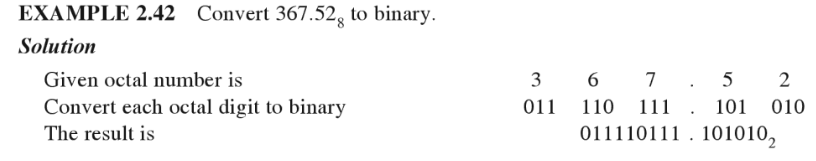 EXAMPLE 2.42 Convert 367.52₈ to binary.
Solution
Given octal number is 3 6 7 . 5 2
Convert each octal digit to binary 011 110 111 . 101 010
The result is 011110111 . 101010₂